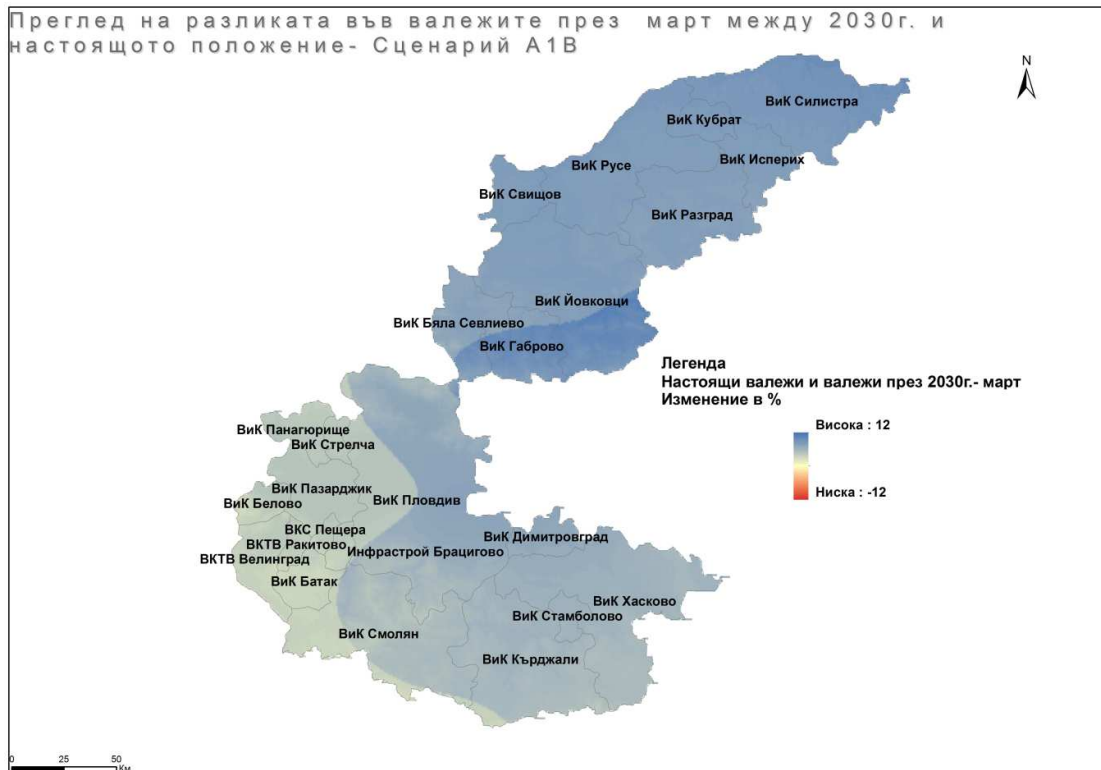 Преглед на разликата във валежите през март между 2030г. и
настоящото положение- Сценарий А1В
N
ВиК Силистра
ВиК Кубрат
ВиК Исперих
ВиК Русе
ВиК Свищов
ВиК Разград
ВиК Йовковци
ВиК Бяла Севлиево
ВиК Габрово
Легенда
Настоящи валежи и валежи през 2030г.- март
Изменение в %
Висока : 12
Ниска : -12
ВиК Панагюрище
ВиК Стрелча
ВиК Пазарджик
ВиК Пловдив
ВиК Белово
ВКС Пещера
ВиК Димитровград
ВКТВ Ракитово
Инфрастрой Брацигово
ВКТВ Велинград
ВиК Батак
ВиК Хасково
ВиК Стамболово
ВиК Смолян
ВиК Кърджали
0 25 50
Км